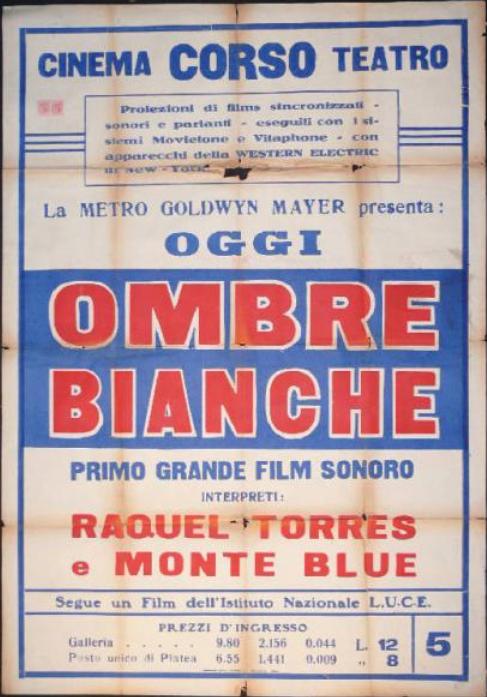 CINEMA CORSO TEATRO
Proiezioni di films sincronizzati -
sonori e parlanti - eseguiti con i si-
stemi Movietone e Vitaphone - con
apparecchi della WESTERN ELECTRIC
di New - York
La METRO GOLDWYN MAYER presenta:
OGGI
OMBRE
BIANCHE
PRIMO GRANDE FILM SONORO
INTERPRETI:
RAQUEL TORRES
e MONTE BLUE
Segue un Film dell'Istituto Nazionale L.U.C.E.
PREZZI D'INGRESSO
Galleria . . . . . 9.80 2.156 0.044 L. 12
Posto unico di Platea 6.55 1.441 0.009 „ 8
5